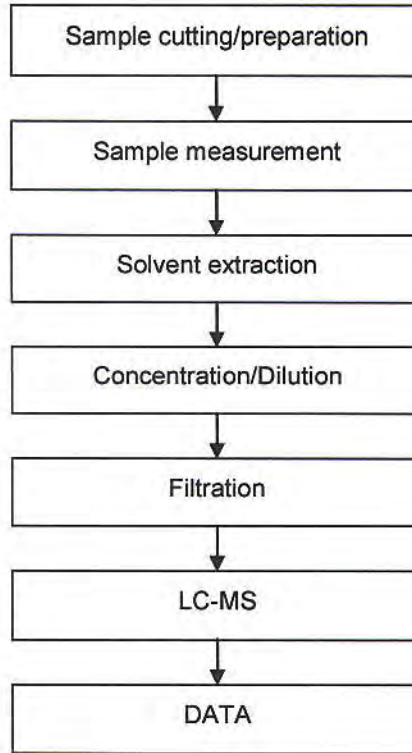 Sample cutting/preparation
Sample measurement
Solvent extraction
Concentration/Dilution
Filtration
LC-MS
DATA